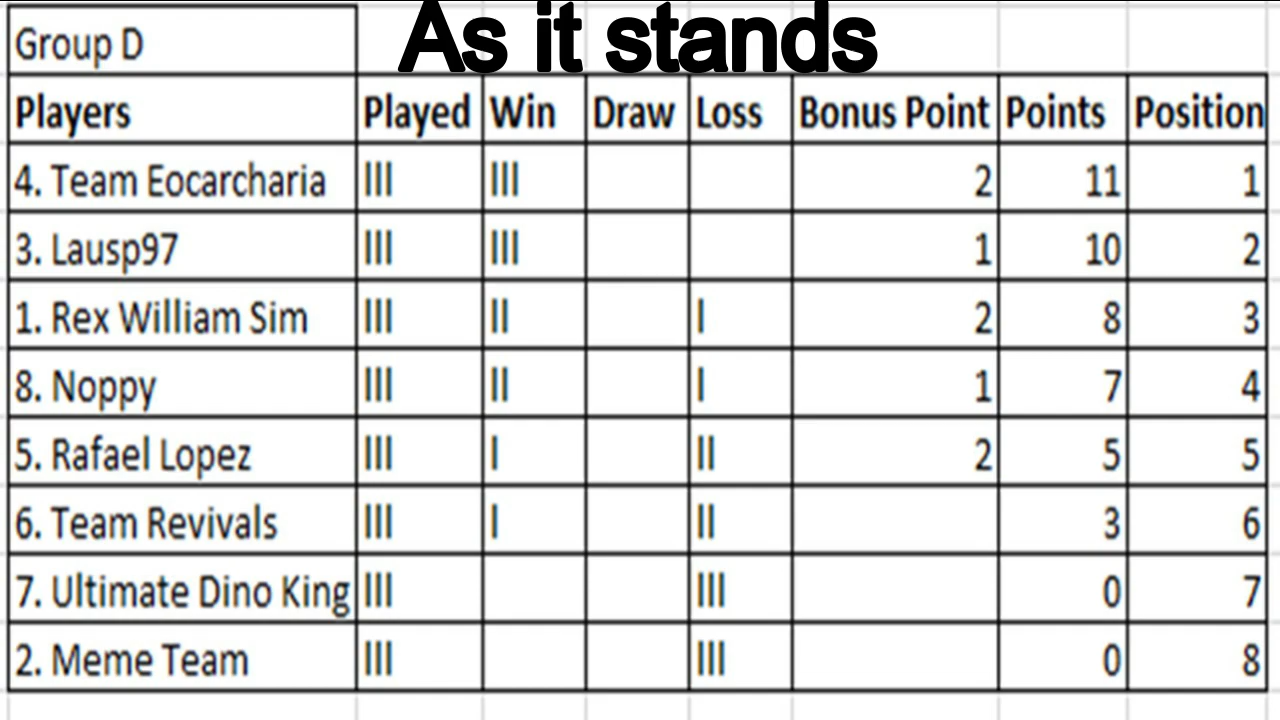 As it stands
Group D
Players Played Win Draw Loss Bonus Point Points Position
4. Team Eocarcharia III III 2 11 1
3. Lausp97 III III 1 10 2
1. Rex William Sim III II I 2 8 3
8. Noppy III II I 1 7 4
5. Rafael Lopez III I II 2 5 5
6. Team Revivals III I II 3 6
7. Ultimate Dino King III III 0 7
2. Meme Team III III 0 8